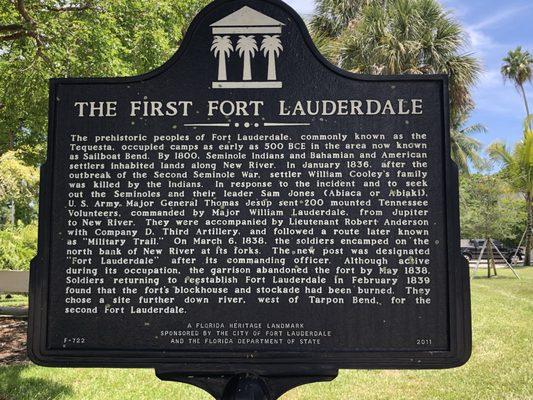 THE FIRST FORT LAUDERDALE
The prehistoric peoples of Fort Lauderdale, commonly known as the
Tequesta, occupied camps as early as 500 BCE in the area now known
as Sailboat Bend. By 1800, Seminole Indians and Bahamian and American
settlers inhabited lands along New River. In January 1836, after the
outbreak of the Second Seminole War, settler William Cooley's family
was killed by the Indians. In response to the incident and to seek
out the Seminoles and their leader Sam Jones (Abiaca or Abiaki),
U. S. Army Major General Thomas Jesup sent 200 mounted Tennessee
Volunteers, commanded by Major William Lauderdale, from Jupiter
to New River. They were accompanied by Lieutenant Robert Anderson
with Company D, Third Artillery, and followed a route later known
as "Military Trail." On March 6, 1838, the soldiers encamped on the
north bank of New River at its forks. The new post was designated
"Fort Lauderdale" after its commanding officer. Although active
during its occupation, the garrison abandoned the fort by May 1838.
Soldiers returning to reestablish Fort Lauderdale in February 1839
found that the fort's blockhouse and stockade had been burned. They
chose a site further down river, west of Tarpon Bend, for the
second Fort Lauderdale.
A FLORIDA HERITAGE LANDMARK
SPONSORED BY THE CITY OF FORT LAUDERDALE
AND THE FLORIDA DEPARTMENT OF STATE
F-722 2011